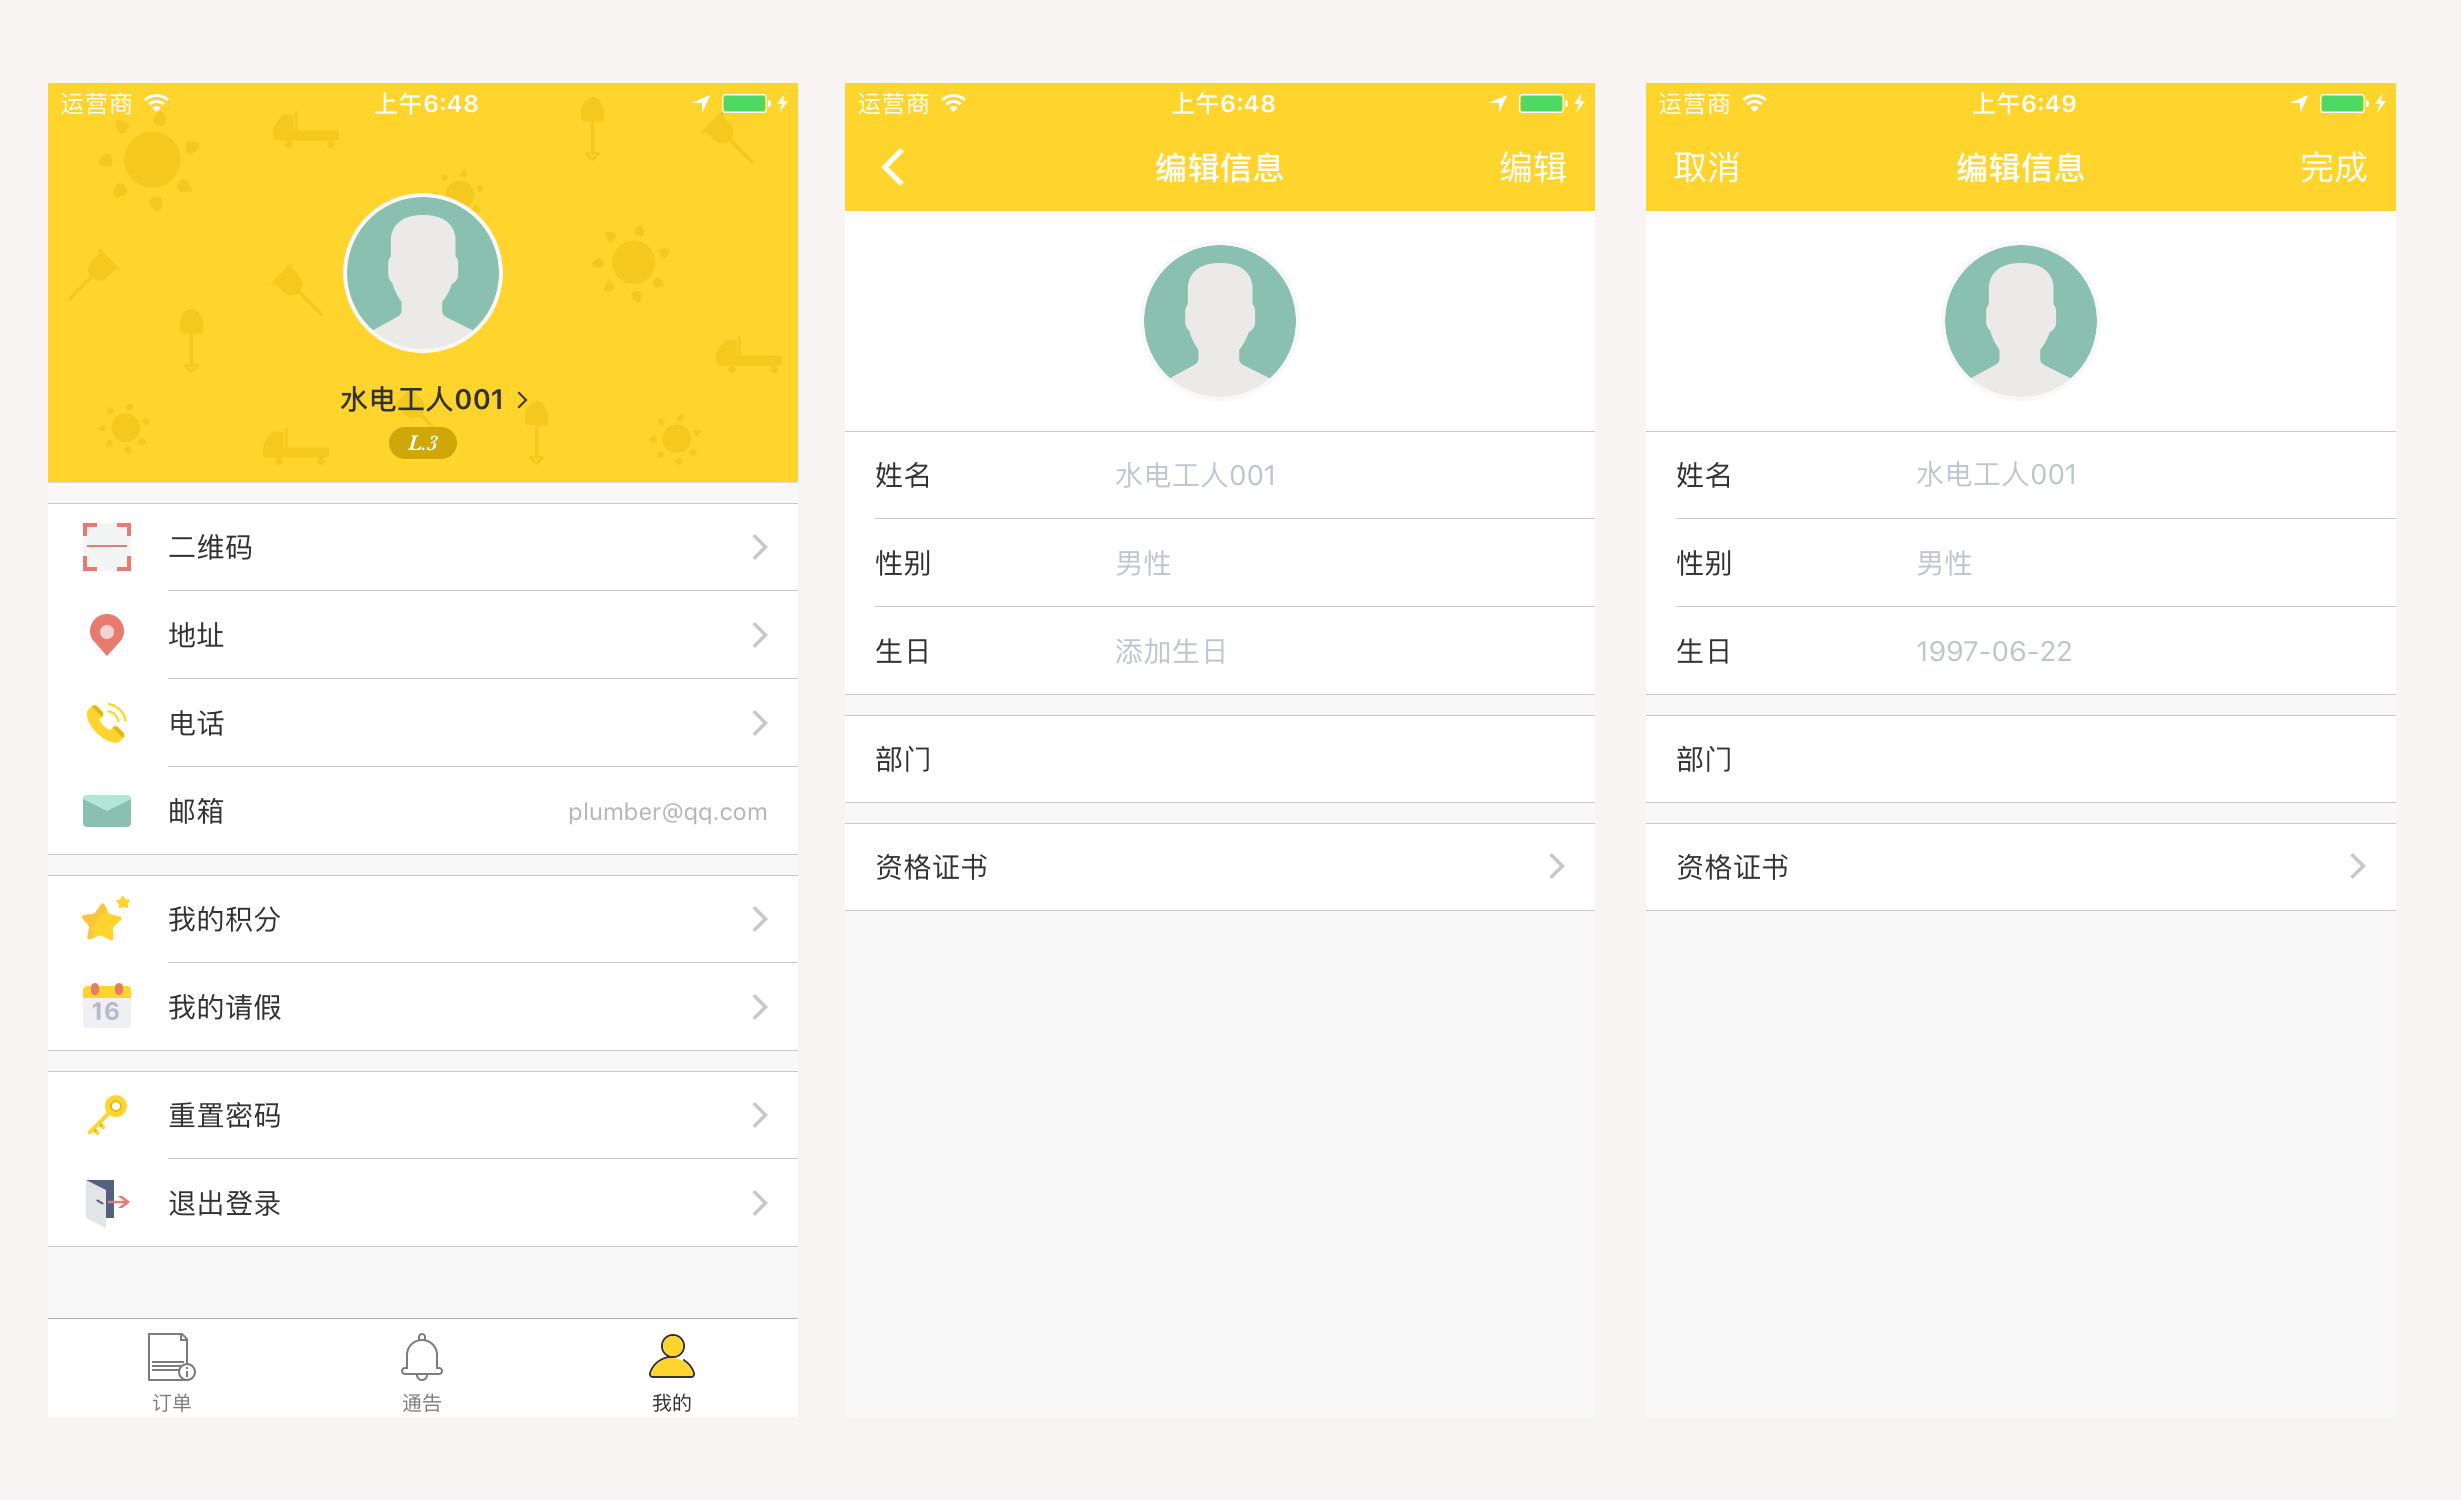 运营商 上午6:48
水电工人001
L.3
二维码
地址
电话
邮箱 plumber@qq.com
我的积分
16 我的请假
重置密码
退出登录
订单 通告 我的
运营商 上午6:48
编辑信息 编辑
姓名 水电工人001
性别 男性
生日 添加生日
部门
资格证书
运营商 上午6:49
取消 编辑信息 完成
姓名 水电工人001
性别 男性
生日 1997-06-22
部门
资格证书